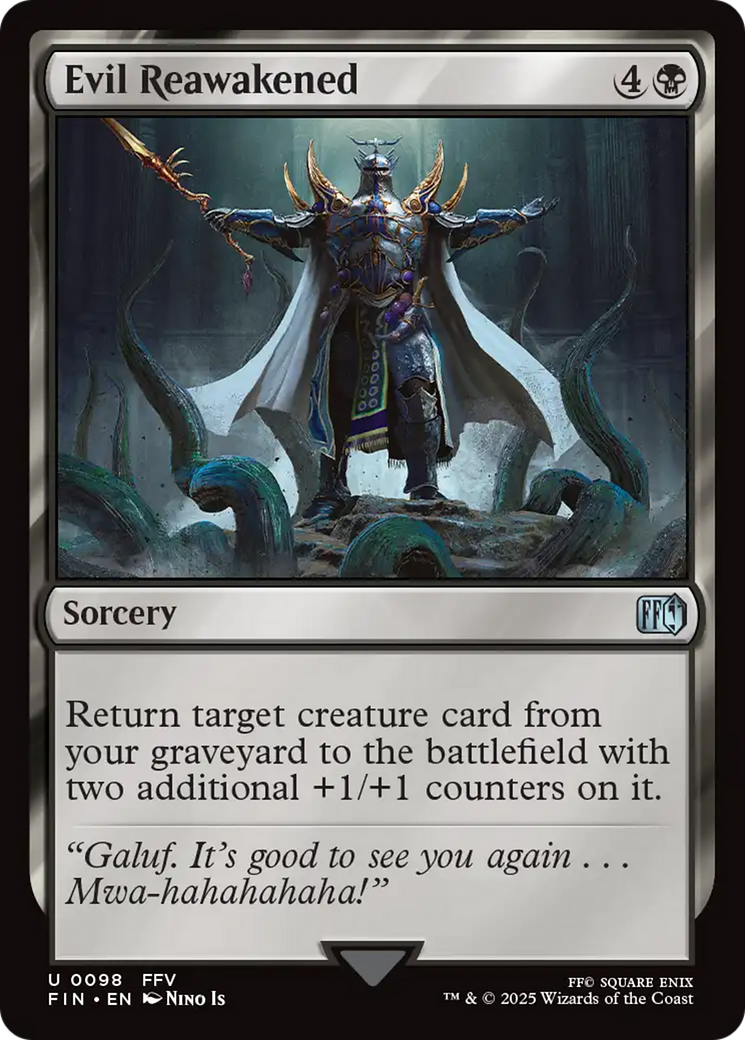 Evil Reawakened 4
Sorcery FF
Return target creature card from
your graveyard to the battlefield with
two additional +1/+1 counters on it.
“Galuf. It’s good to see you again . . .
Mwa-hahahahaha!”
U 0098 FFV FF© SQUARE ENIX
FIN • EN Nino Is ™ & © 2025 Wizards of the Coast